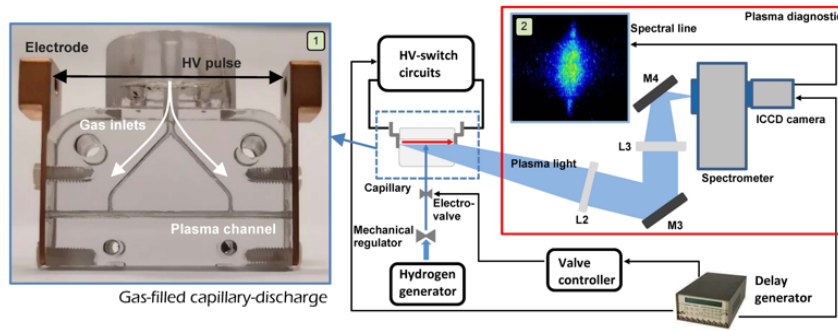 Electrode
1
HV pulse
Gas inlets
Plasma channel
Gas-filled capillary-discharge
HV-switch
circuits
Capillary
Electro-
valve
Mechanical
regulator
Hydrogen
generator
Valve
controller
Delay
generator
Plasma light
Plasma diagnostic
2
Spectral line
M4
L3
L2
M3
Spectrometer
ICCD camera